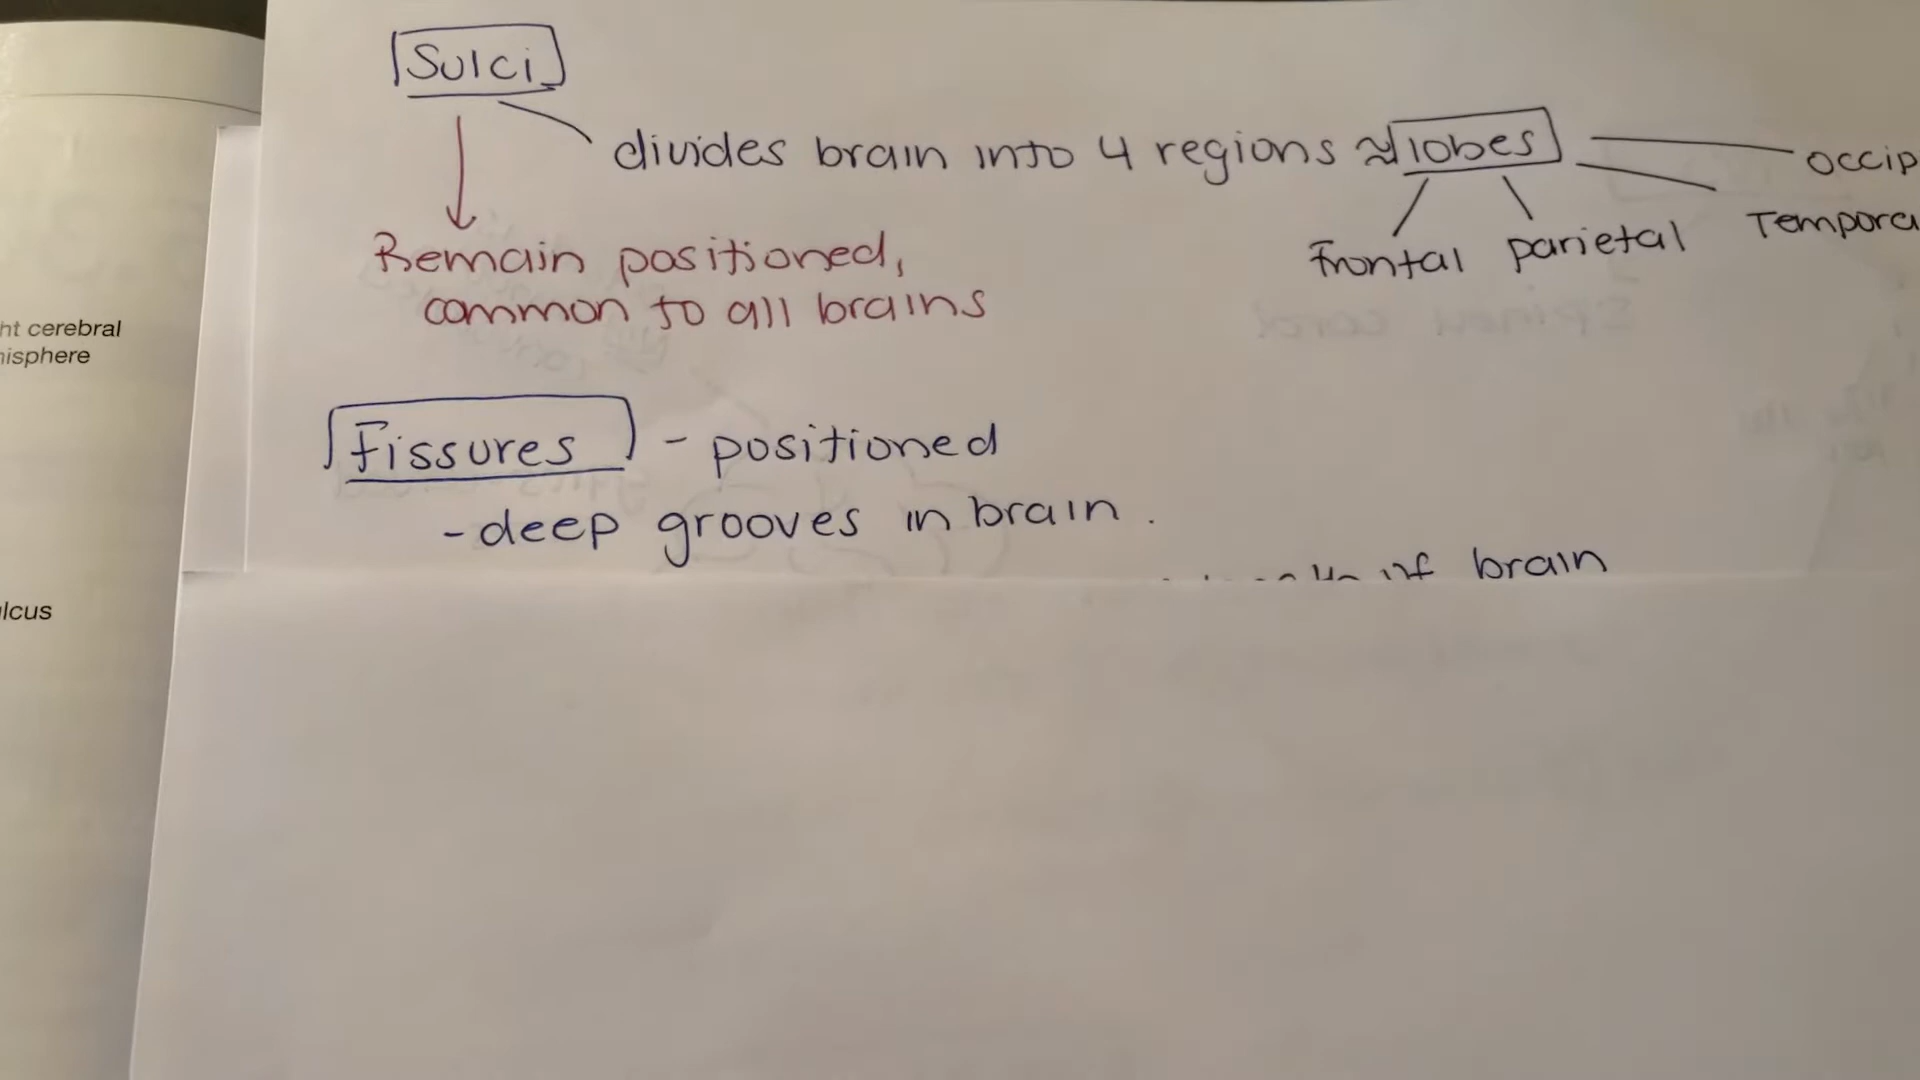 Sulci
divides brain into 4 regions ≈ lobes
occip
Tempora
Frontal parietal
Remain positioned,
common to all brains
ht cerebral
nisphere
Fissures - positioned
- deep grooves in brain.
of brain
lcus